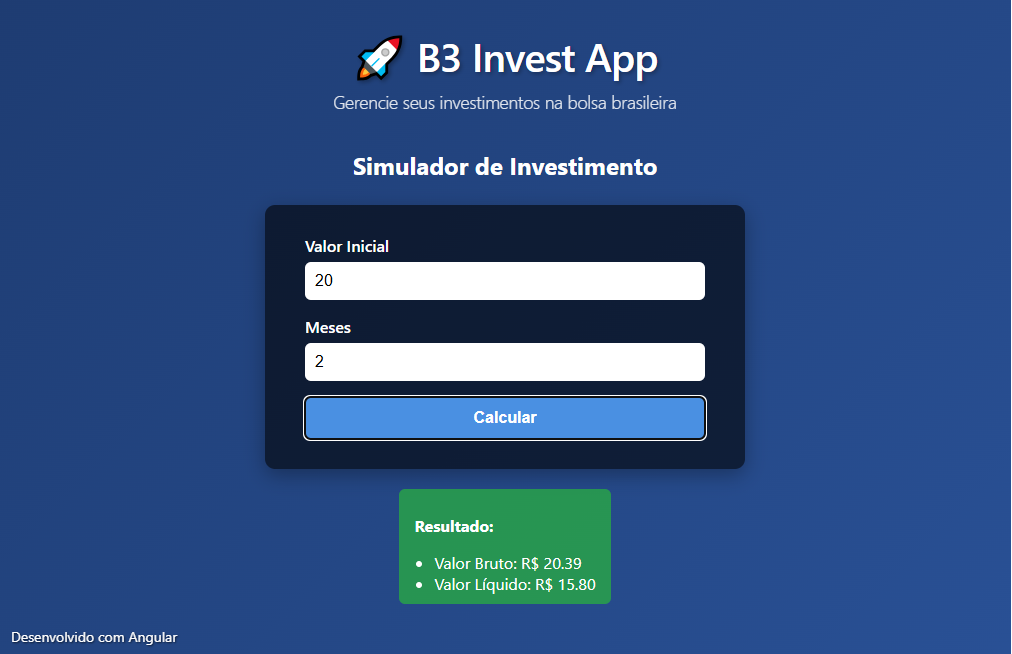 B3 Invest App
Gerencie seus investimentos na bolsa brasileira
Simulador de Investimento
Valor Inicial
20
Meses
2
Calcular
Resultado:
Valor Bruto: R$ 20.39
Valor Líquido: R$ 15.80
Desenvolvido com Angular